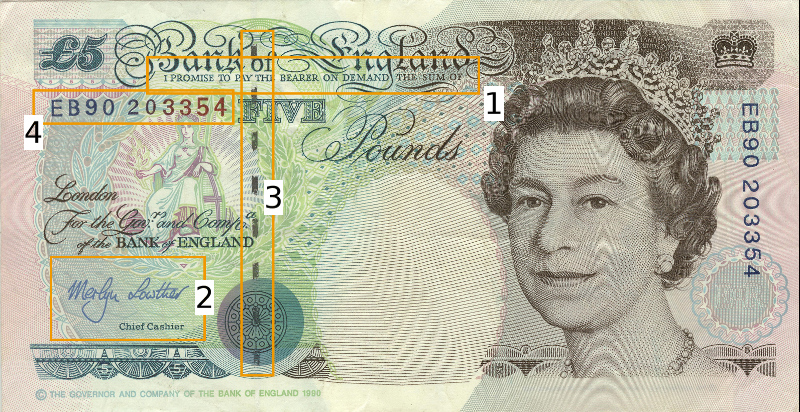 £5 Bank of England
I PROMISE TO PAY THE BEARER ON DEMAND THE SUM OF
1
EB90 203354 FIVE
4
Pounds
EB90 203354
3
London
For the Gov.r and Comp.a
of the BANK of ENGLAND
Merlyn Lowther
2
Chief Cashier
© THE GOVERNOR AND COMPANY OF THE BANK OF ENGLAND 1990